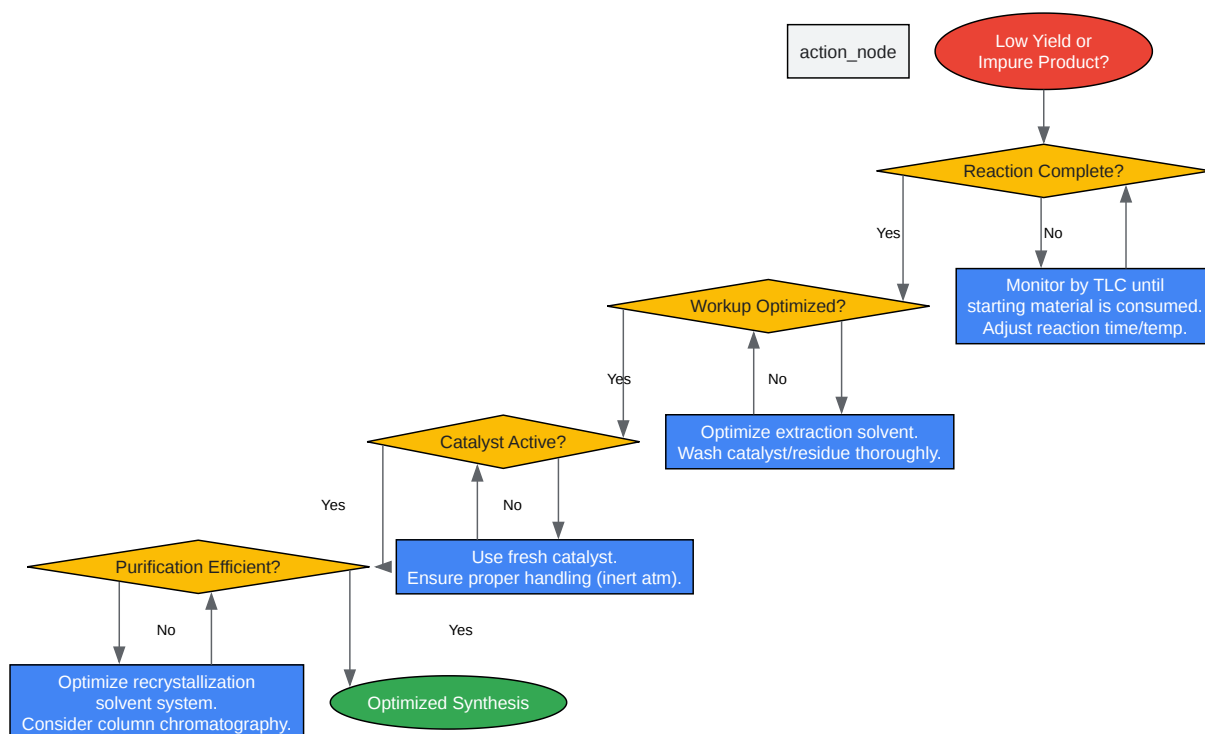 action_node
Low Yield or
Impure Product?
Reaction Complete?
Yes
No
Monitor by TLC until
starting material is consumed.
Adjust reaction time/temp.
Workup Optimized?
Yes
No
Optimize extraction solvent.
Wash catalyst/residue thoroughly.
Catalyst Active?
Yes
No
Use fresh catalyst.
Ensure proper handling (inert atm).
Purification Efficient?
No
Yes
Optimize recrystallization
solvent system.
Consider column chromatography.
Optimized Synthesis